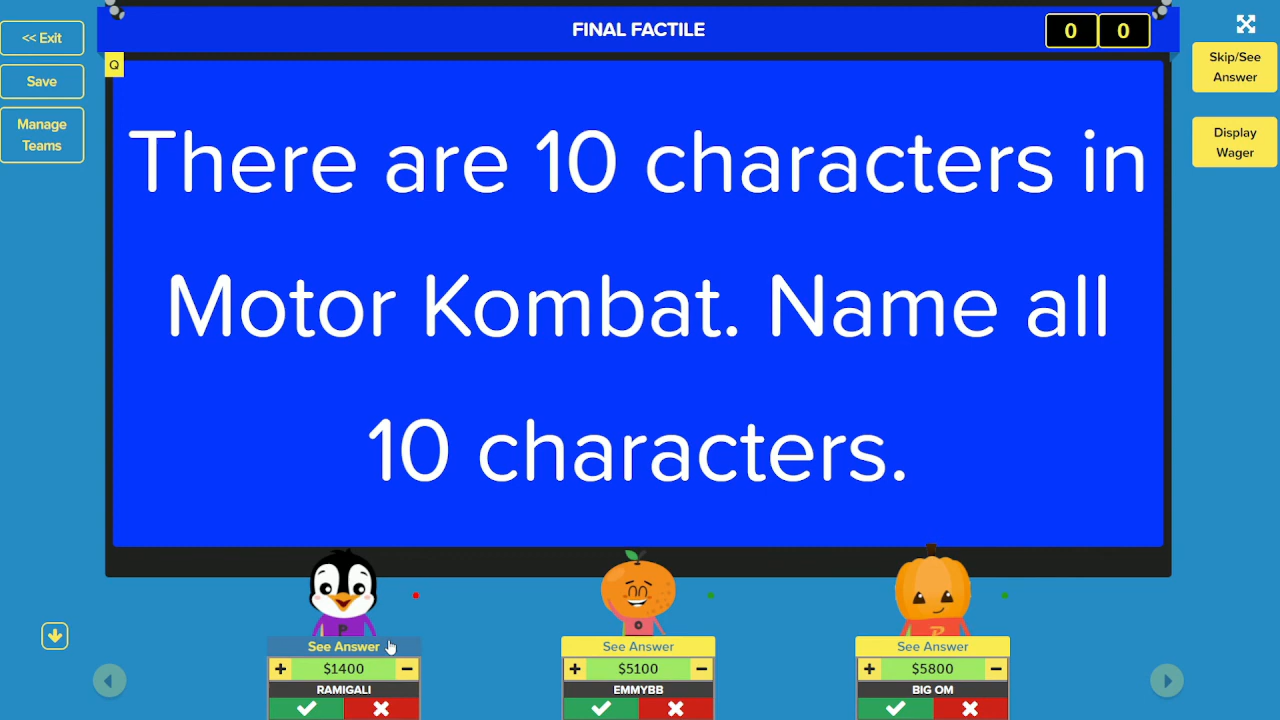 << Exit
Save
Manage
Teams
FINAL FACTILE
0 0
Skip/See
Answer
Display
Wager
Q
There are 10 characters in
Motor Kombat. Name all
10 characters.
P
O
P
See Answer
+ $1400 −
RAMIGALI
See Answer
+ $5100 −
EMMYBB
See Answer
+ $5800 −
BIG OM